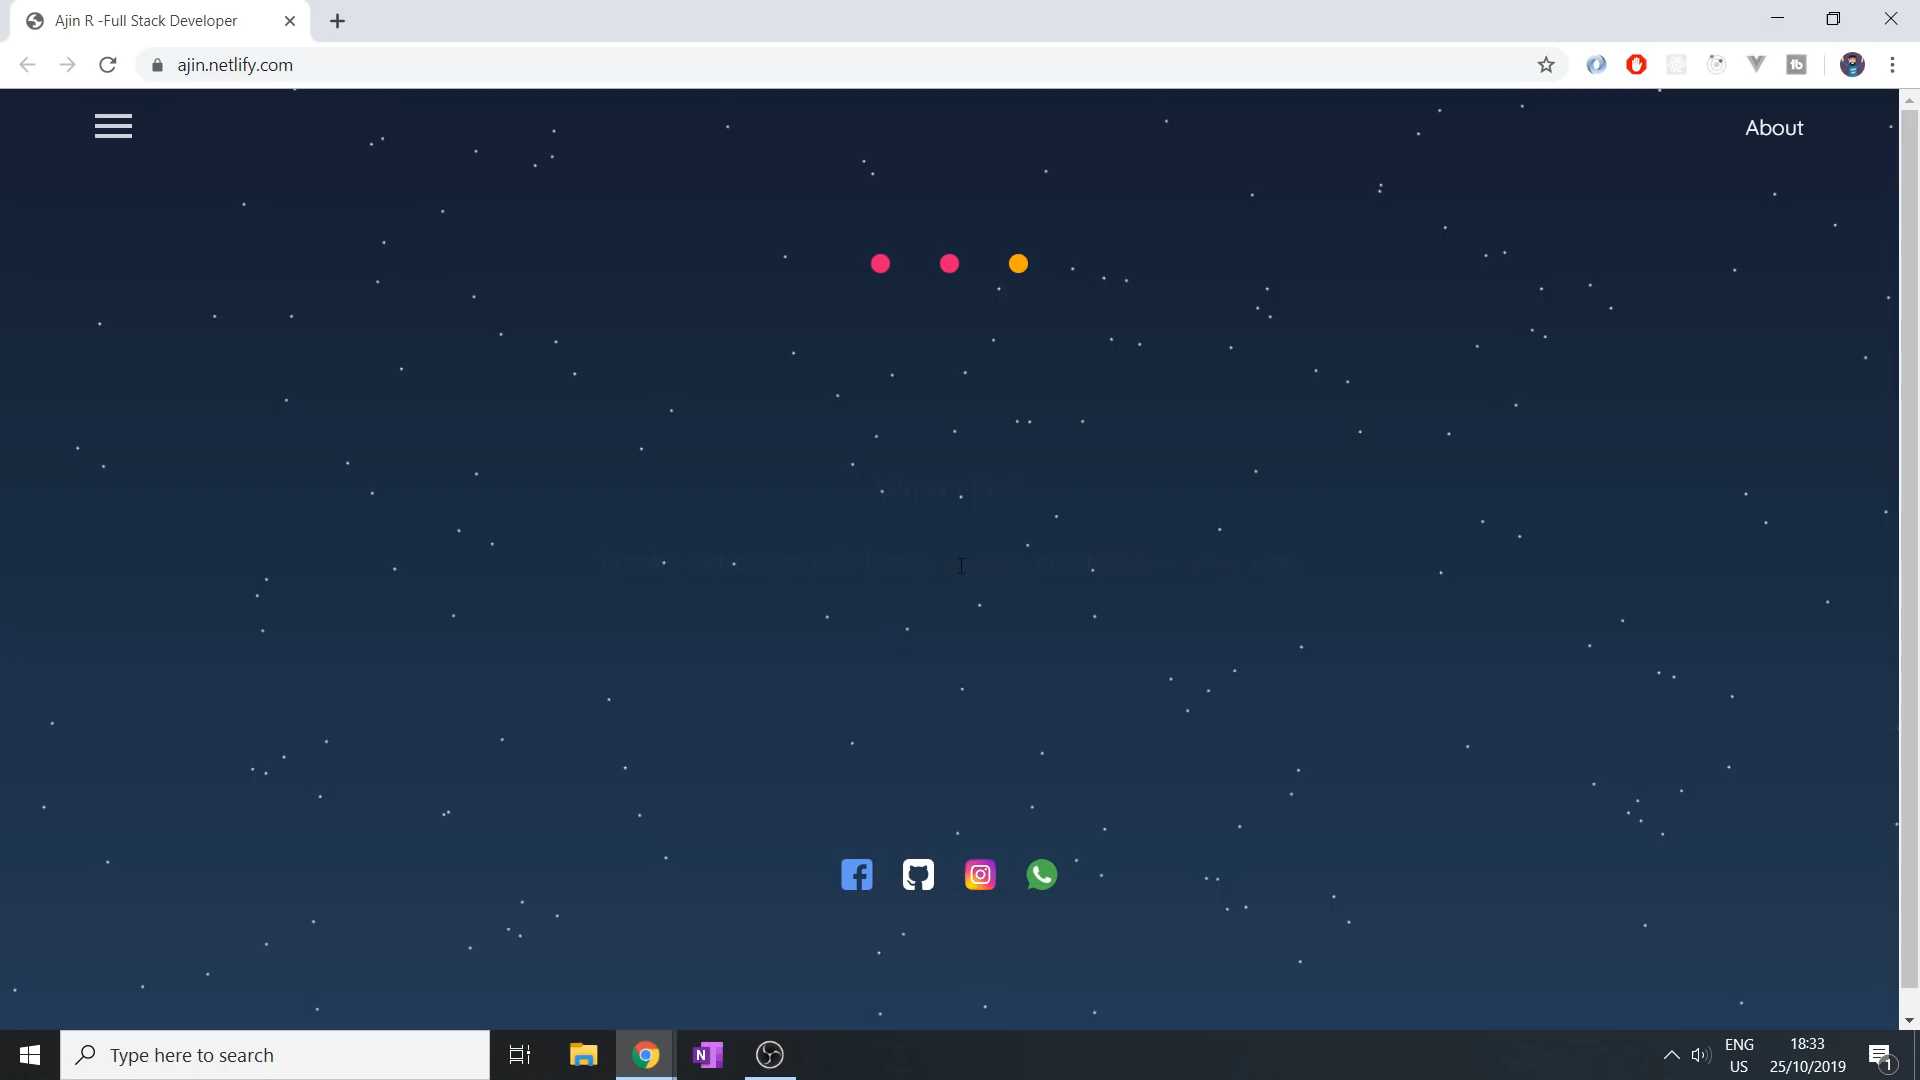 Ajin R -Full Stack Developer
ajin.netlify.com
About
Type here to search
ENG
US
18:33
25/10/2019
1